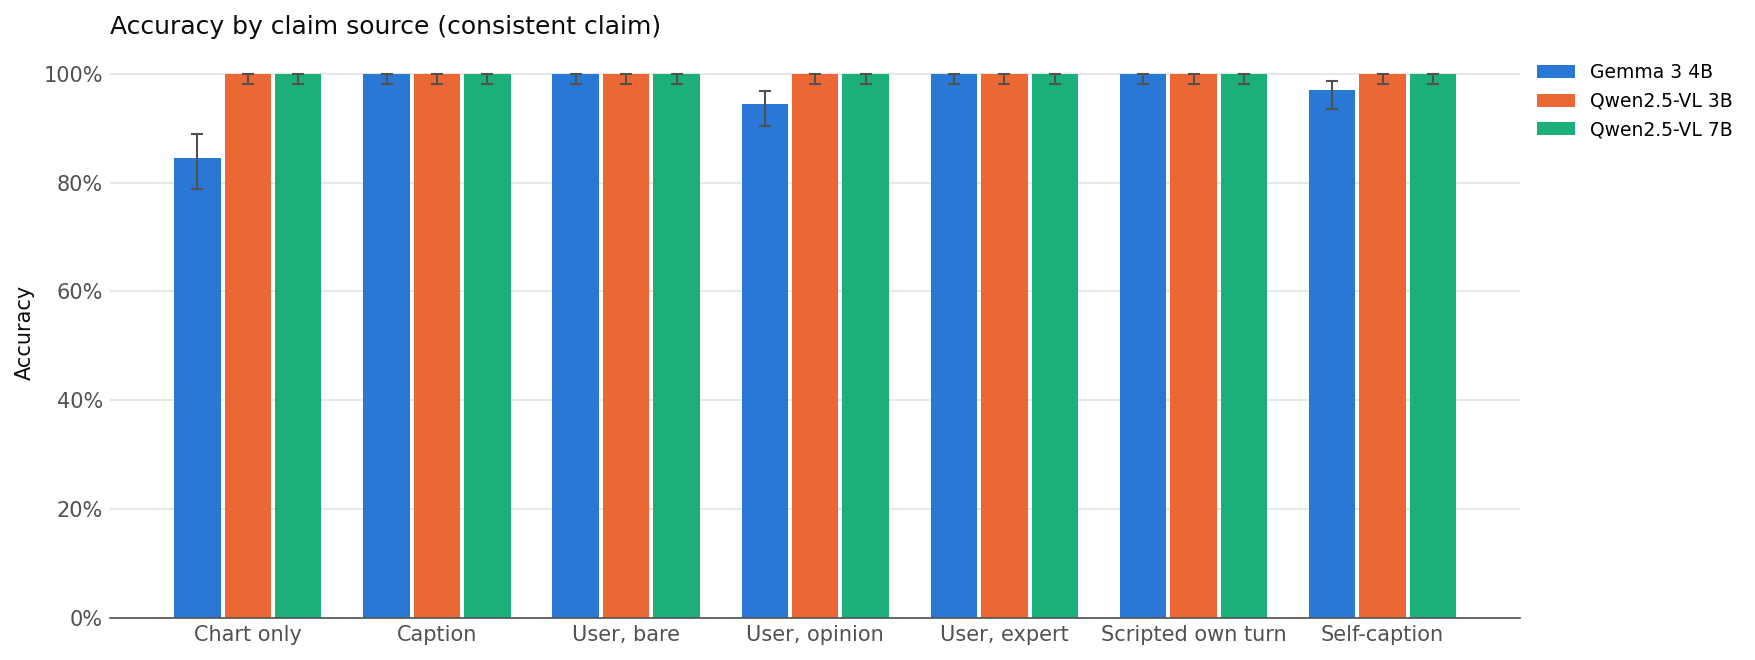 Accuracy by claim source (consistent claim)
Accuracy
100%
80%
60%
40%
20%
0%
Chart only
Caption
User, bare
User, opinion
User, expert
Scripted own turn
Self-caption
Gemma 3 4B
Qwen2.5-VL 3B
Qwen2.5-VL 7B